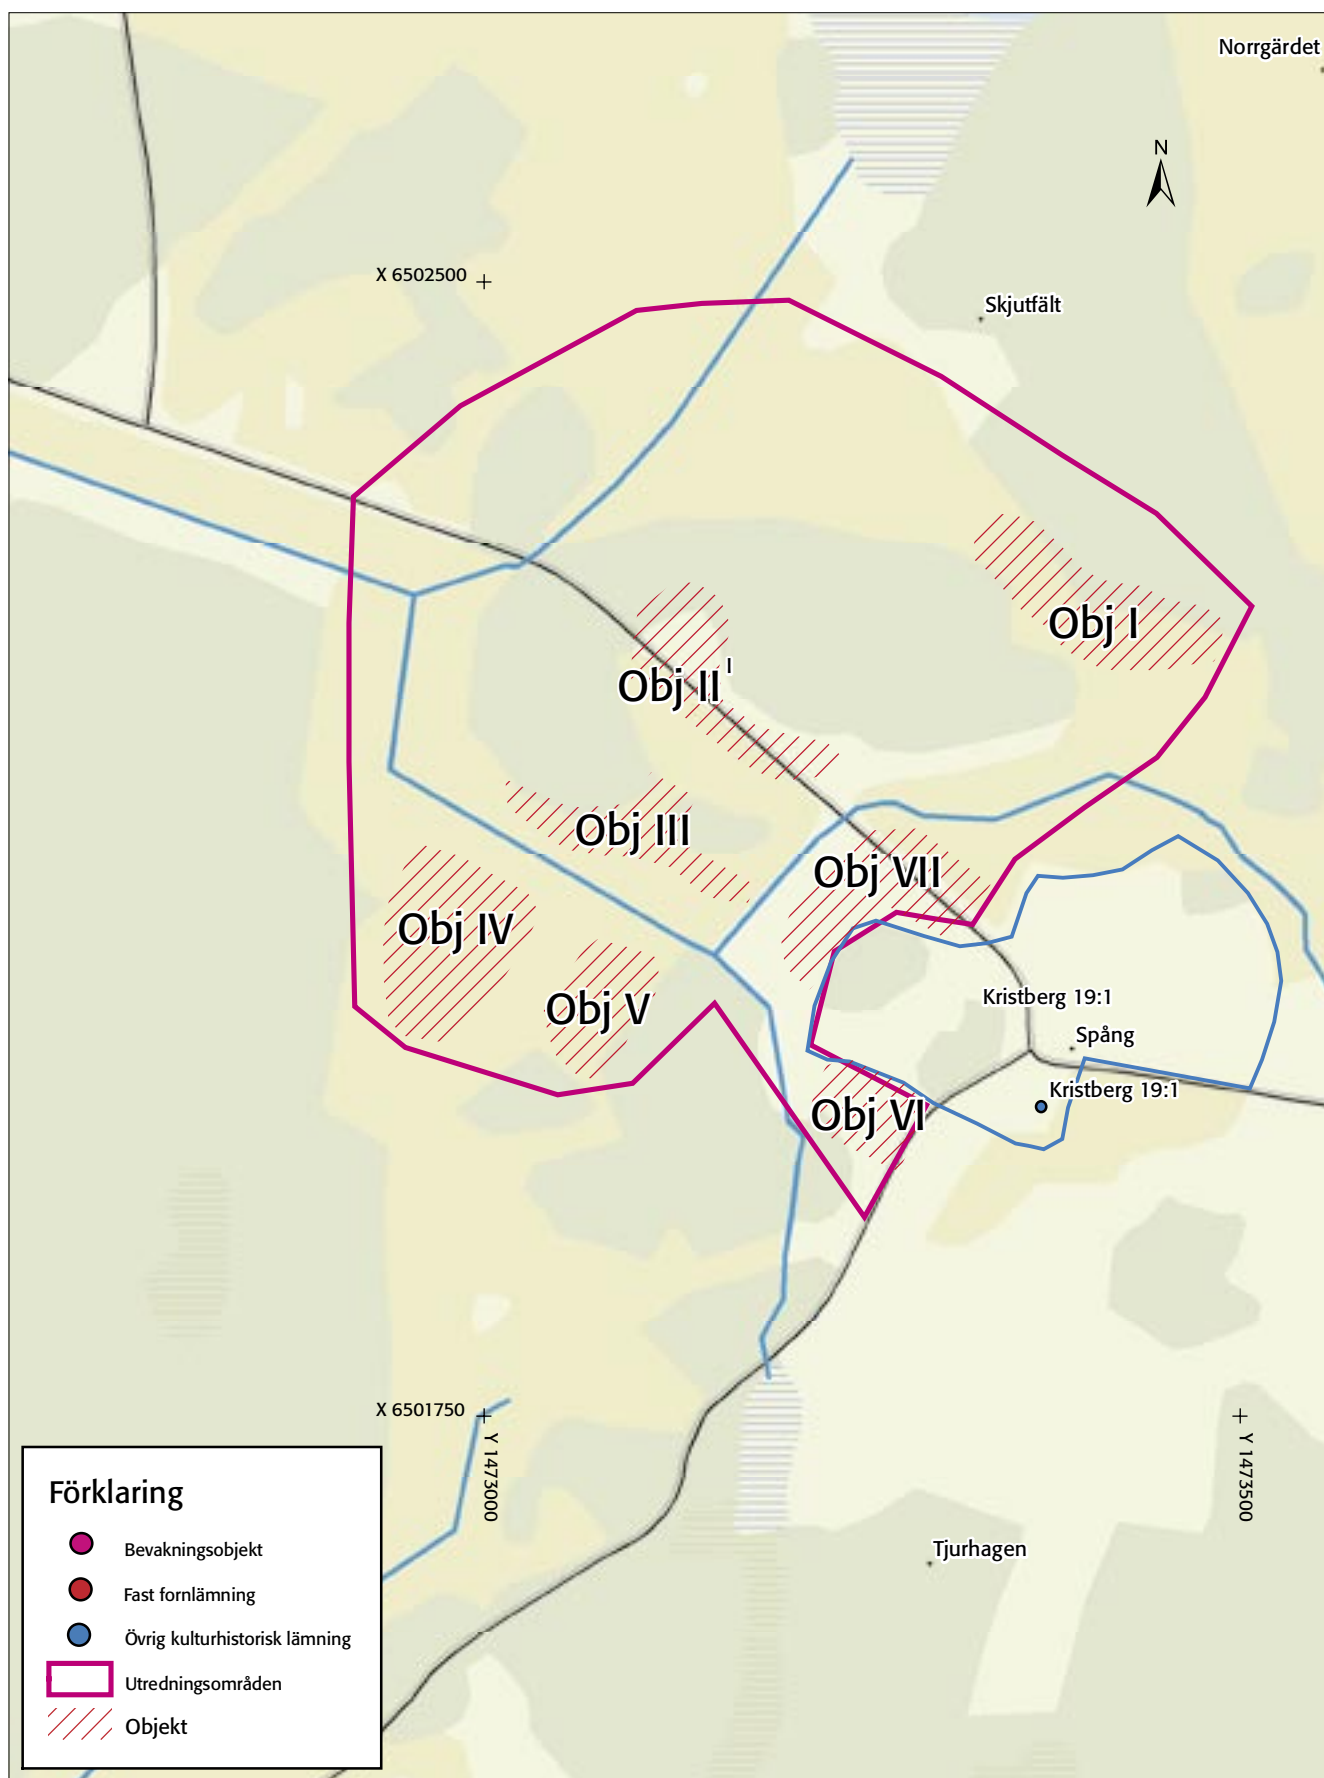 Norrgärdet
N
X 6502500
Skjutfält
Obj I
I
Obj II
Obj III
Obj VII
Obj IV
Obj V
Kristberg 19:1
Spång
Kristberg 19:1
Obj VI
X 6501750
Y 1473000
Y 1473500
Förklaring
Bevakningsobjekt
Fast fornlämning
Övrig kulturhistorisk lämning
Utredningsområden
Objekt
Tjurhagen